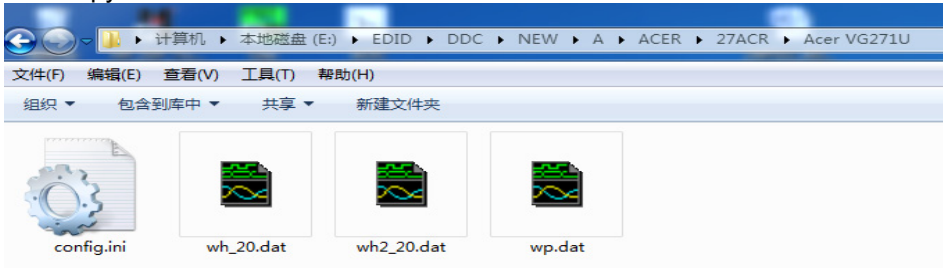 计算机 ▸ 本地磁盘 (E:) ▸ EDID ▸ DDC ▸ NEW ▸ A ▸ ACER ▸ 27ACR ▸ Acer VG271U
文件(F) 编辑(E) 查看(V) 工具(T) 帮助(H)
组织 包含到库中 共享 新建文件夹
config.ini wh_20.dat wh2_20.dat wp.dat